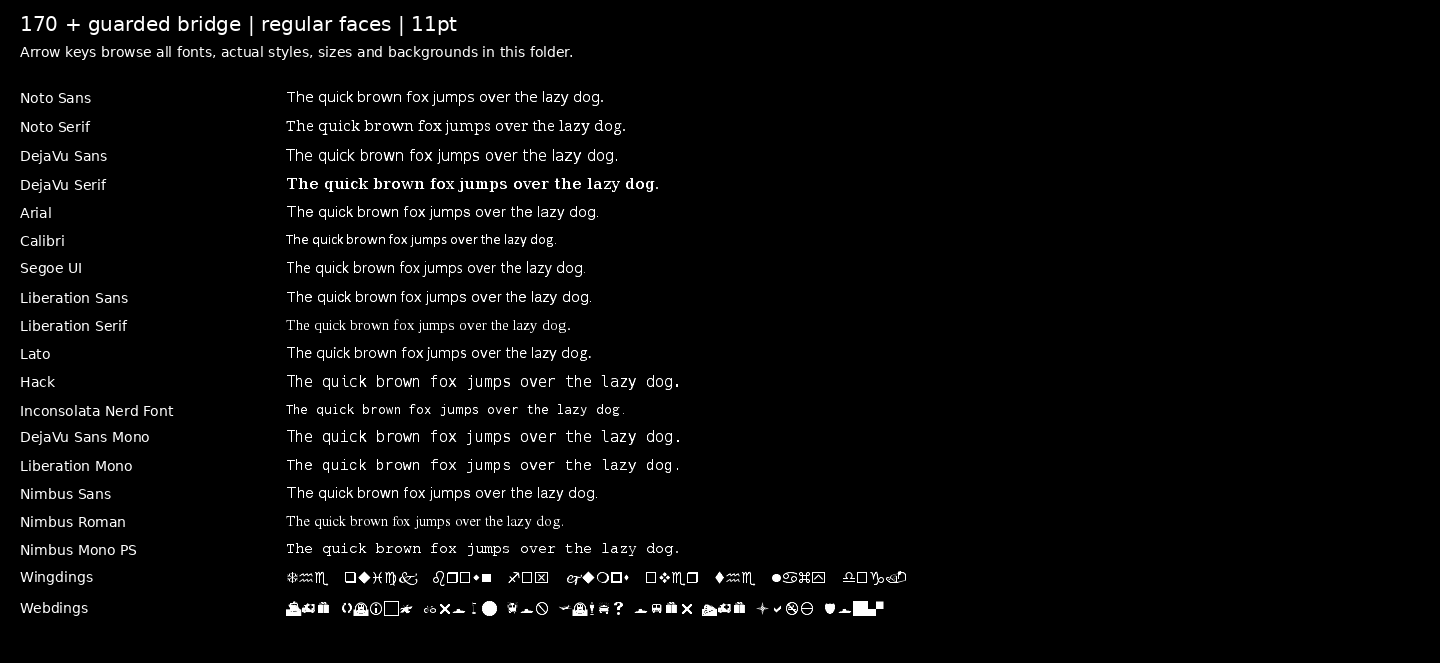 170 + guarded bridge | regular faces | 11pt
Arrow keys browse all fonts, actual styles, sizes and backgrounds in this folder.
Noto Sans The quick brown fox jumps over the lazy dog.
Noto Serif The quick brown fox jumps over the lazy dog.
DejaVu Sans The quick brown fox jumps over the lazy dog.
DejaVu Serif The quick brown fox jumps over the lazy dog.
Arial The quick brown fox jumps over the lazy dog.
Calibri The quick brown fox jumps over the lazy dog.
Segoe UI The quick brown fox jumps over the lazy dog.
Liberation Sans The quick brown fox jumps over the lazy dog.
Liberation Serif The quick brown fox jumps over the lazy dog.
Lato The quick brown fox jumps over the lazy dog.
Hack The quick brown fox jumps over the lazy dog.
Inconsolata Nerd Font The quick brown fox jumps over the lazy dog.
DejaVu Sans Mono The quick brown fox jumps over the lazy dog.
Liberation Mono The quick brown fox jumps over the lazy dog.
Nimbus Sans The quick brown fox jumps over the lazy dog.
Nimbus Roman The quick brown fox jumps over the lazy dog.
Nimbus Mono PS The quick brown fox jumps over the lazy dog.
Wingdings
Webdings